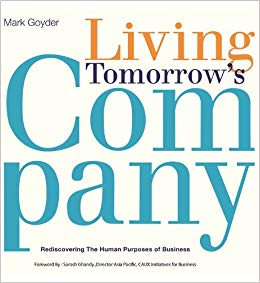 Mark Goyder
Living
Tomorrow's
Com
pany
Rediscovering The Human Purposes of Business
Foreword By : Sarosh Ghandy ,Director Asia Pacific, CAUX Initiatives for Business